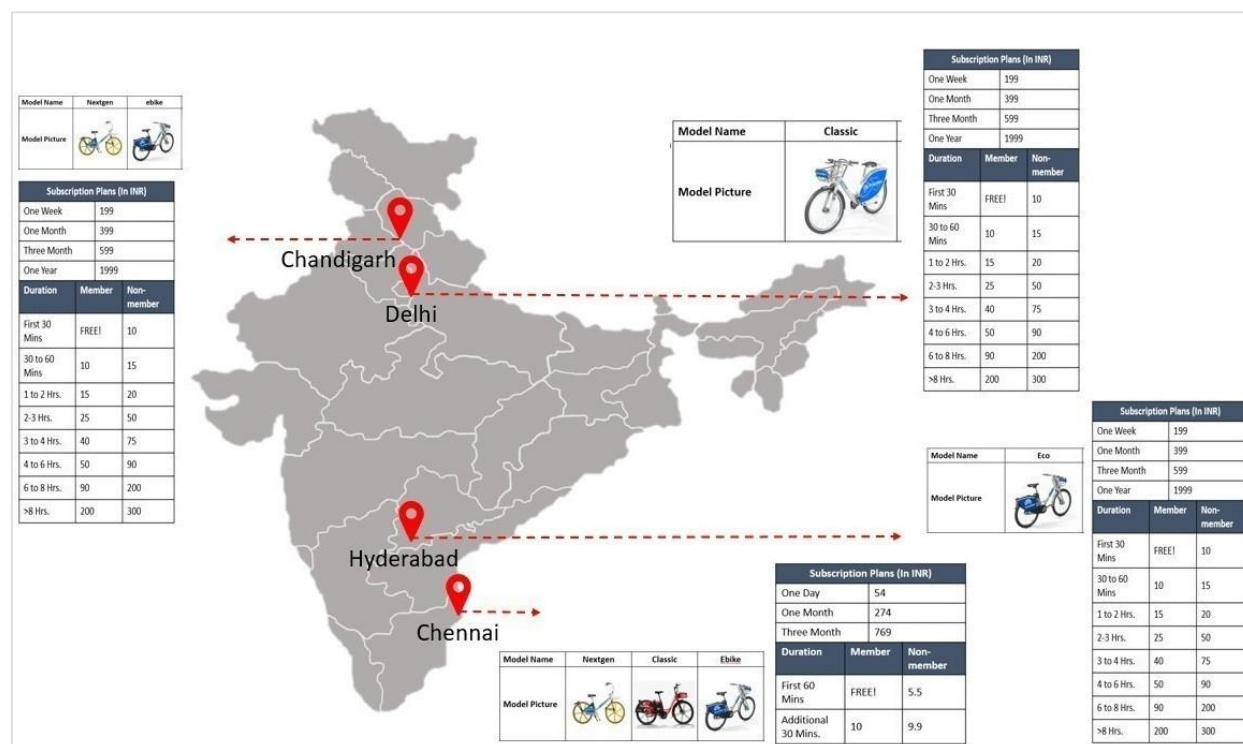 Model Name Nextgen ebike
Model Picture
Subscription Plans (In INR)
One Week 199
One Month 399
Three Month 599
One Year 1999
Duration Member Non-member
First 30 Mins FREE! 10
30 to 60 Mins 10 15
1 to 2 Hrs. 15 20
2-3 Hrs. 25 50
3 to 4 Hrs. 40 75
4 to 6 Hrs. 50 90
6 to 8 Hrs. 90 200
>8 Hrs. 200 300
Chandigarh
Delhi
Hyderabad
Chennai
Model Name Classic
Model Picture
Subscription Plans (In INR)
One Week 199
One Month 399
Three Month 599
One Year 1999
Duration Member Non-member
First 30 Mins FREE! 10
30 to 60 Mins 10 15
1 to 2 Hrs. 15 20
2-3 Hrs. 25 50
3 to 4 Hrs. 40 75
4 to 6 Hrs. 50 90
6 to 8 Hrs. 90 200
>8 Hrs. 200 300
Model Name Eco
Model Picture
Subscription Plans (In INR)
One Week 199
One Month 399
Three Month 599
One Year 1999
Duration Member Non-member
First 30 Mins FREE! 10
30 to 60 Mins 10 15
1 to 2 Hrs. 15 20
2-3 Hrs. 25 50
3 to 4 Hrs. 40 75
4 to 6 Hrs. 50 90
6 to 8 Hrs. 90 200
>8 Hrs. 200 300
Model Name Nextgen Classic Ebike
Model Picture
Subscription Plans (In INR)
One Day 54
One Month 274
Three Month 769
Duration Member Non-member
First 60 Mins FREE! 5.5
Additional 30 Mins. 10 9.9